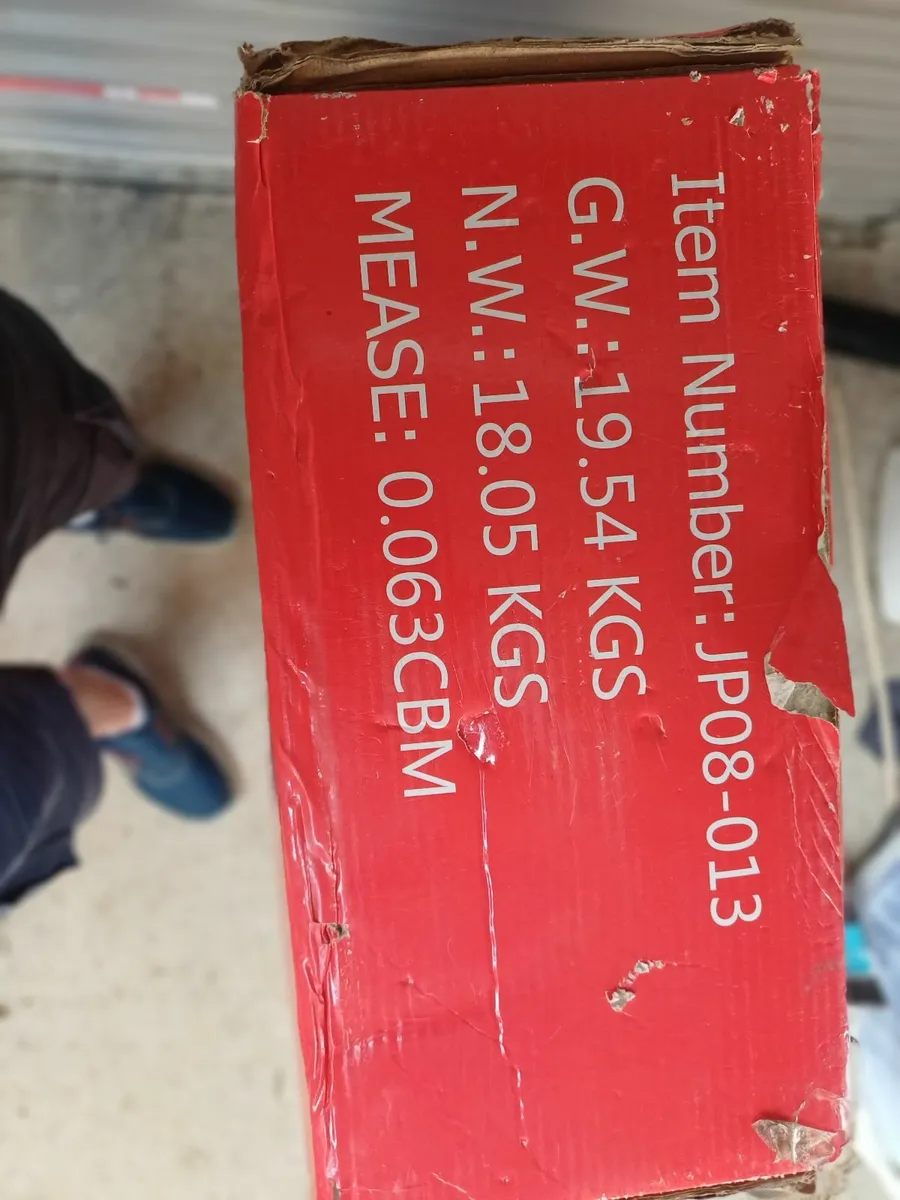 Item Number: JP08-013
G.W.:19.54 KGS
N.W.:18.05 KGS
MEASE: 0.063CBM